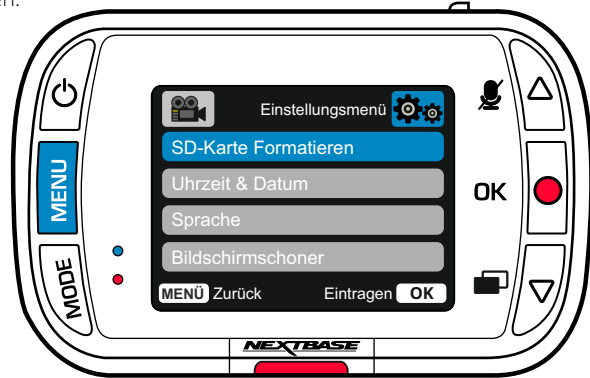 Einstellungsmenü
SD-Karte Formatieren
Uhrzeit & Datum
Sprache
Bildschirmschoner
MENÜ Zurück Eintragen OK
MENU
MODE
OK
NEXTBASE